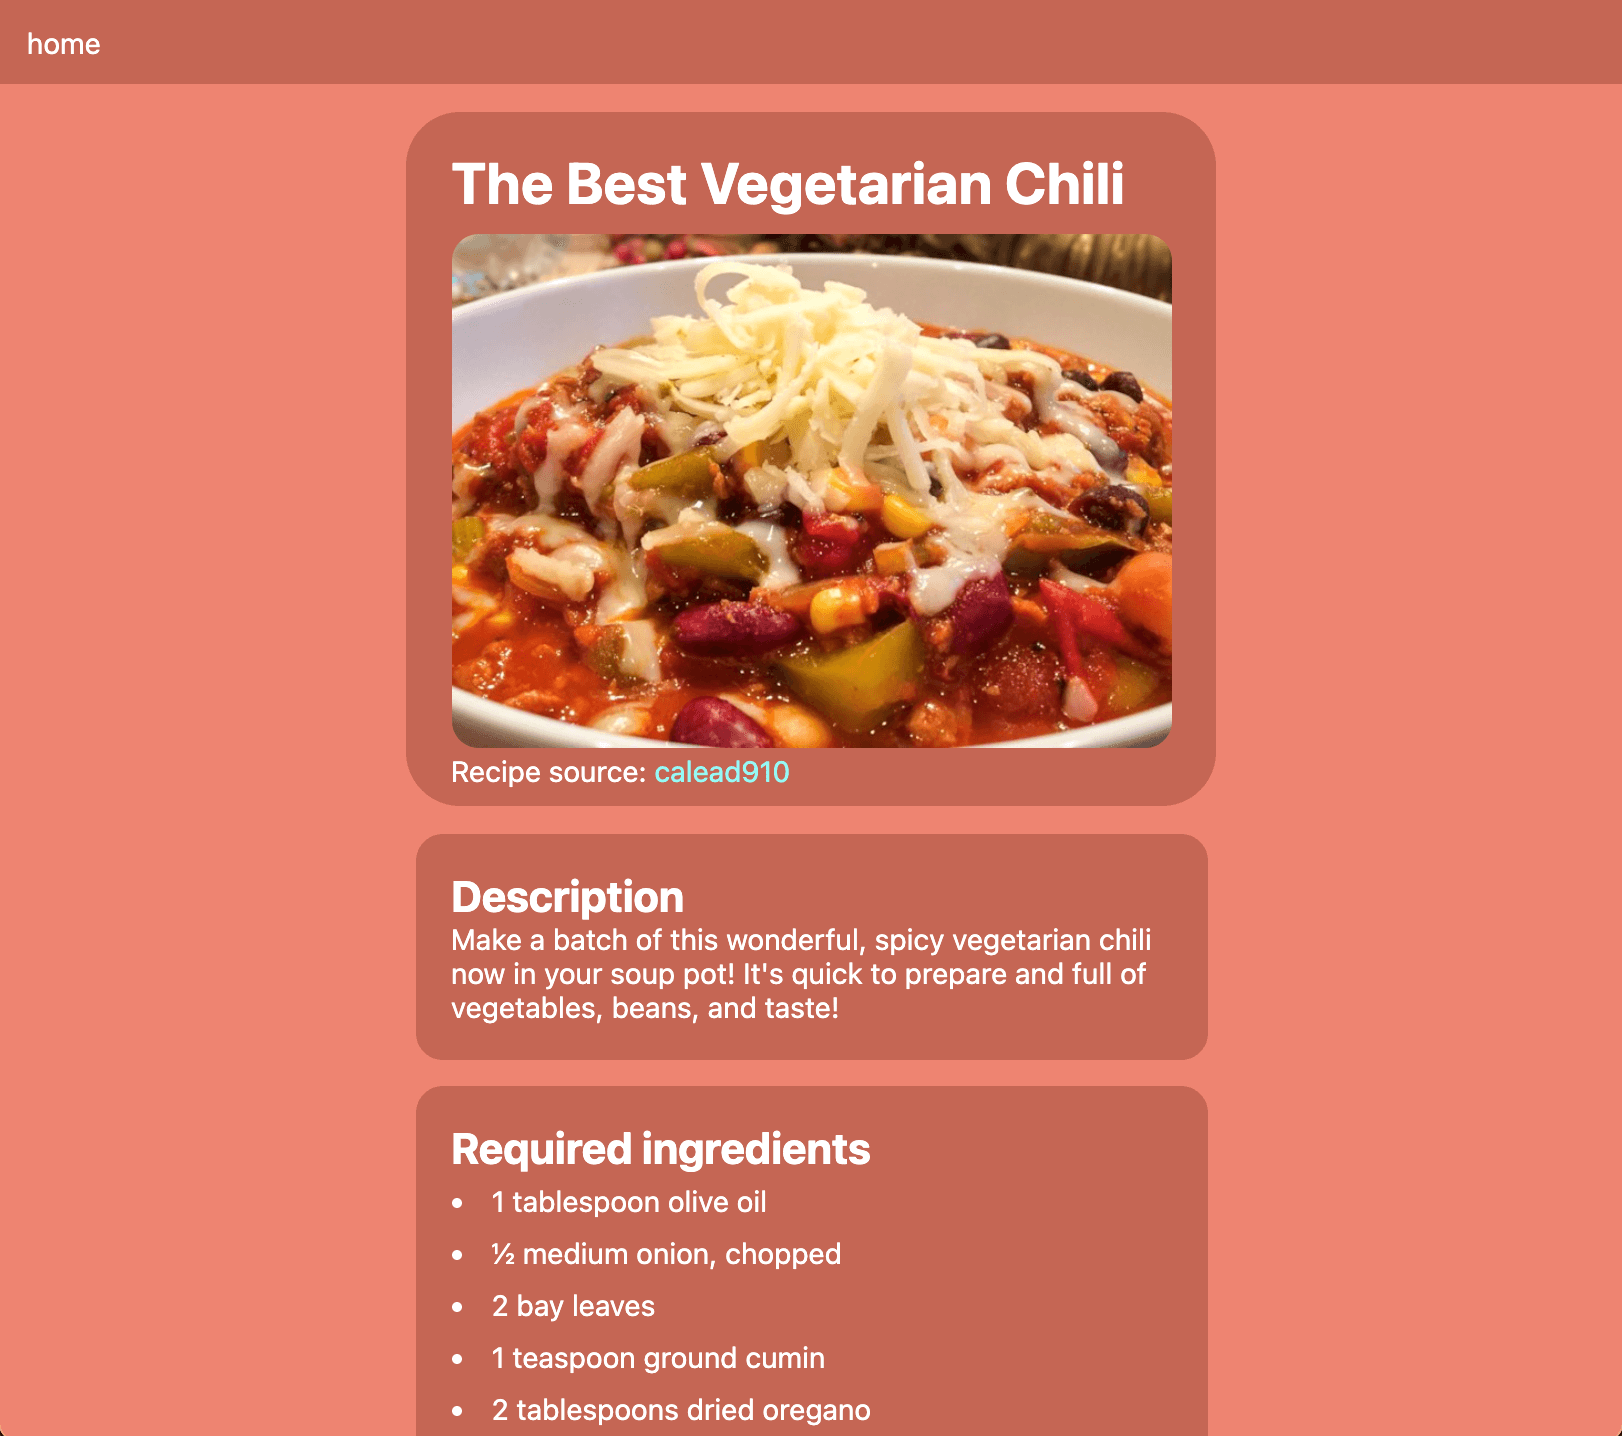 home
The Best Vegetarian Chili
Recipe source: calead910
Description
Make a batch of this wonderful, spicy vegetarian chili
now in your soup pot! It's quick to prepare and full of
vegetables, beans, and taste!
Required ingredients
• 1 tablespoon olive oil
• ½ medium onion, chopped
• 2 bay leaves
• 1 teaspoon ground cumin
• 2 tablespoons dried oregano